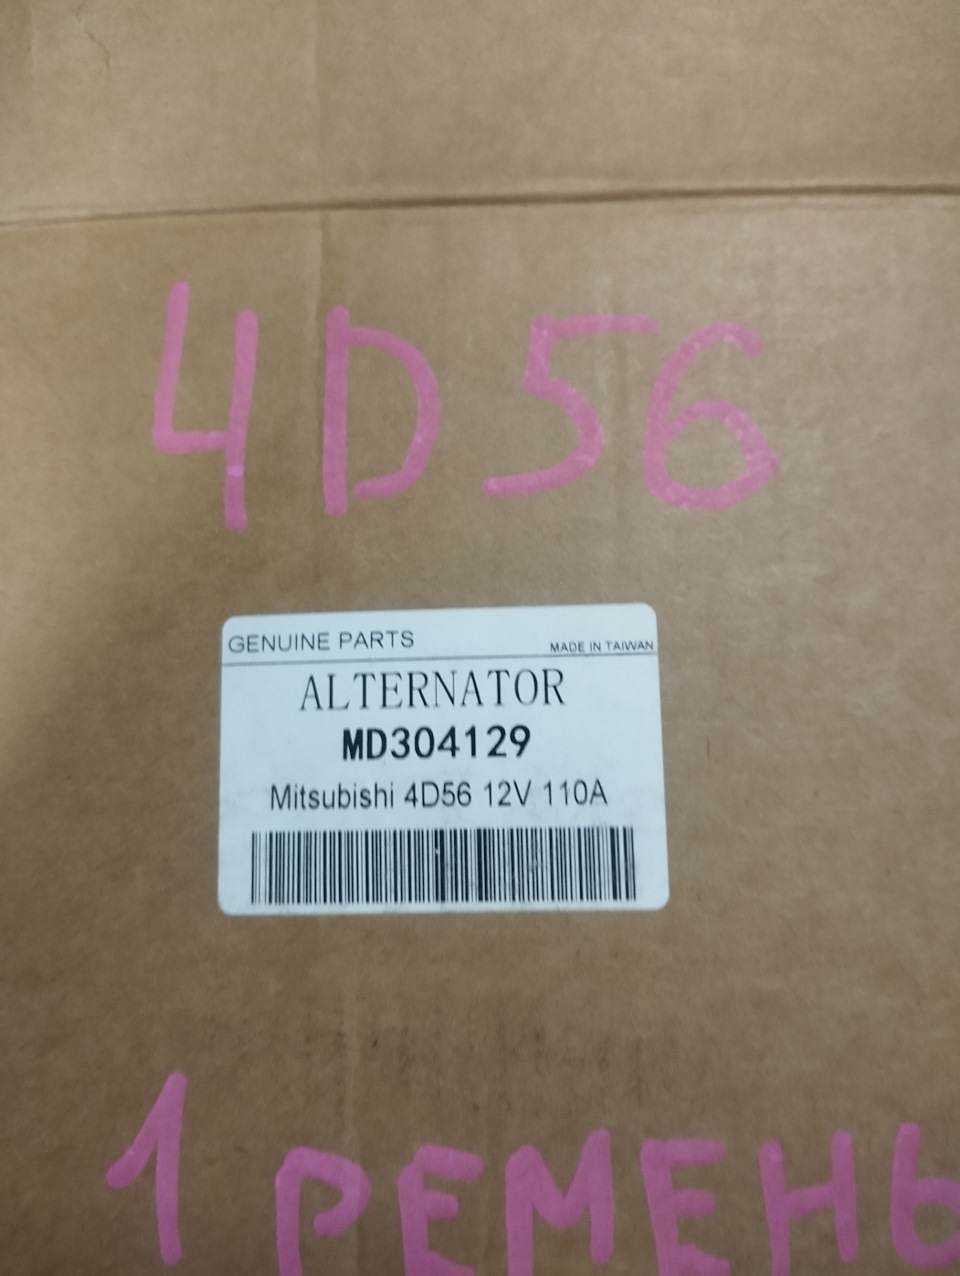 4D56
GENUINE PARTS
MADE IN TAIWAN
ALTERNATOR
MD304129
Mitsubishi 4D56 12V 110A
1 РЕМЕНЬ